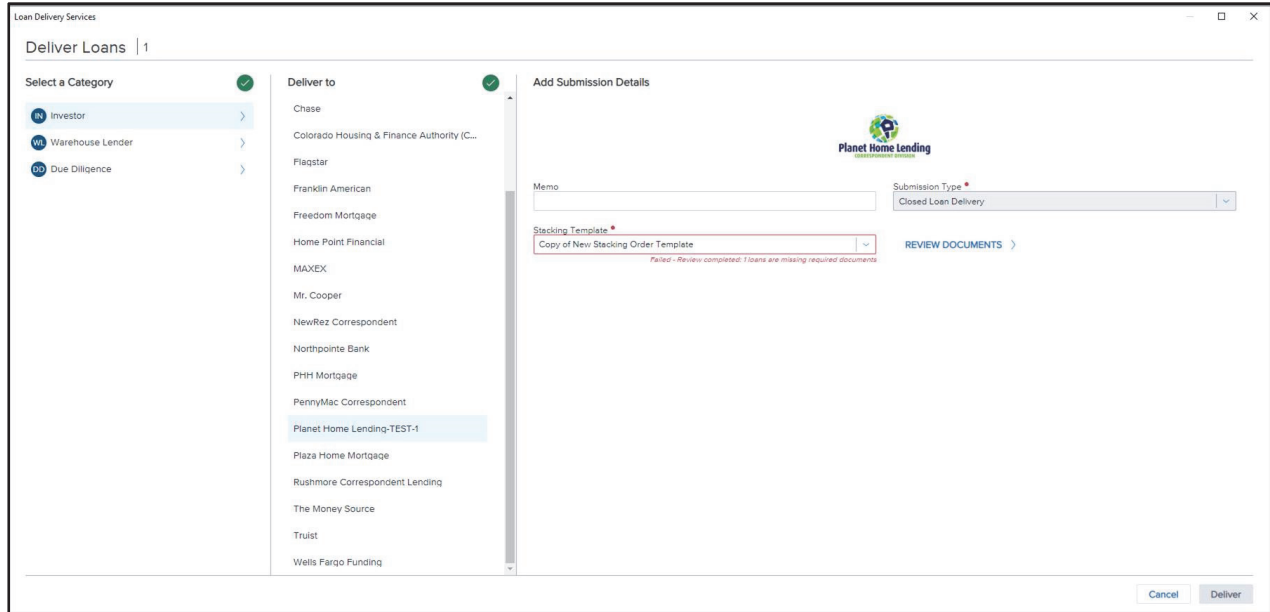 Loan Delivery Services
Deliver Loans | 1
Select a Category
IN Investor
WL Warehouse Lender
DD Due Diligence
Deliver to
Chase
Colorado Housing & Finance Authority (C...
Flagstar
Franklin American
Freedom Mortgage
Home Point Financial
MAXEX
Mr. Cooper
NewRez Correspondent
Northpointe Bank
PHH Mortgage
PennyMac Correspondent
Planet Home Lending-TEST-1
Plaza Home Mortgage
Rushmore Correspondent Lending
The Money Source
Truist
Wells Fargo Funding
Add Submission Details
Planet Home Lending
CORRESPONDENT DIVISION
Memo
Submission Type
Closed Loan Delivery
Stacking Template
Copy of New Stacking Order Template
REVIEW DOCUMENTS
Failed - Review completed: 1 loans are missing required documents
Cancel
Deliver